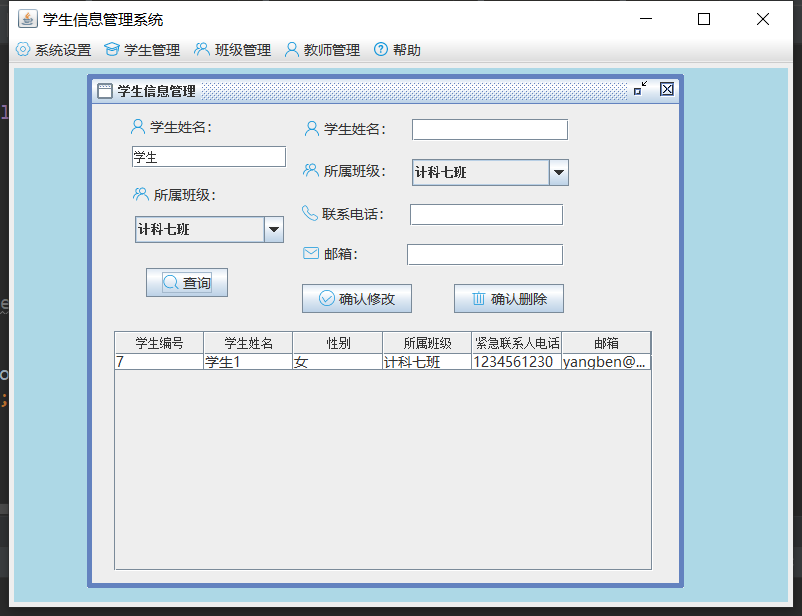 学生信息管理系统
系统设置 学生管理 班级管理 教师管理 帮助
学生信息管理
学生姓名：
学生
所属班级：
计科七班
查询
学生姓名：
所属班级：
计科七班
联系电话：
邮箱：
确认修改 确认删除
学生编号 学生姓名 性别 所属班级 紧急联系人电话 邮箱
7 学生1 女 计科七班 1234561230 yangben@...